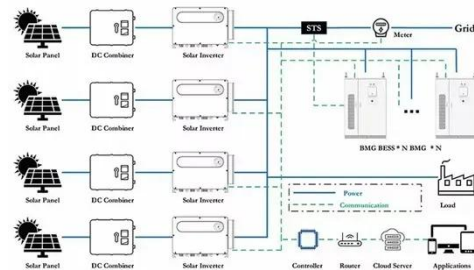 STS
Meter
Grid
Solar Panel DC Combiner Solar Inverter
Solar Panel DC Combiner Solar Inverter
BMG BESS * N BMG * N
Solar Panel DC Combiner Solar Inverter
Power
Communication
Load
Solar Panel DC Combiner Solar Inverter
Controller Router Cloud Server Applications